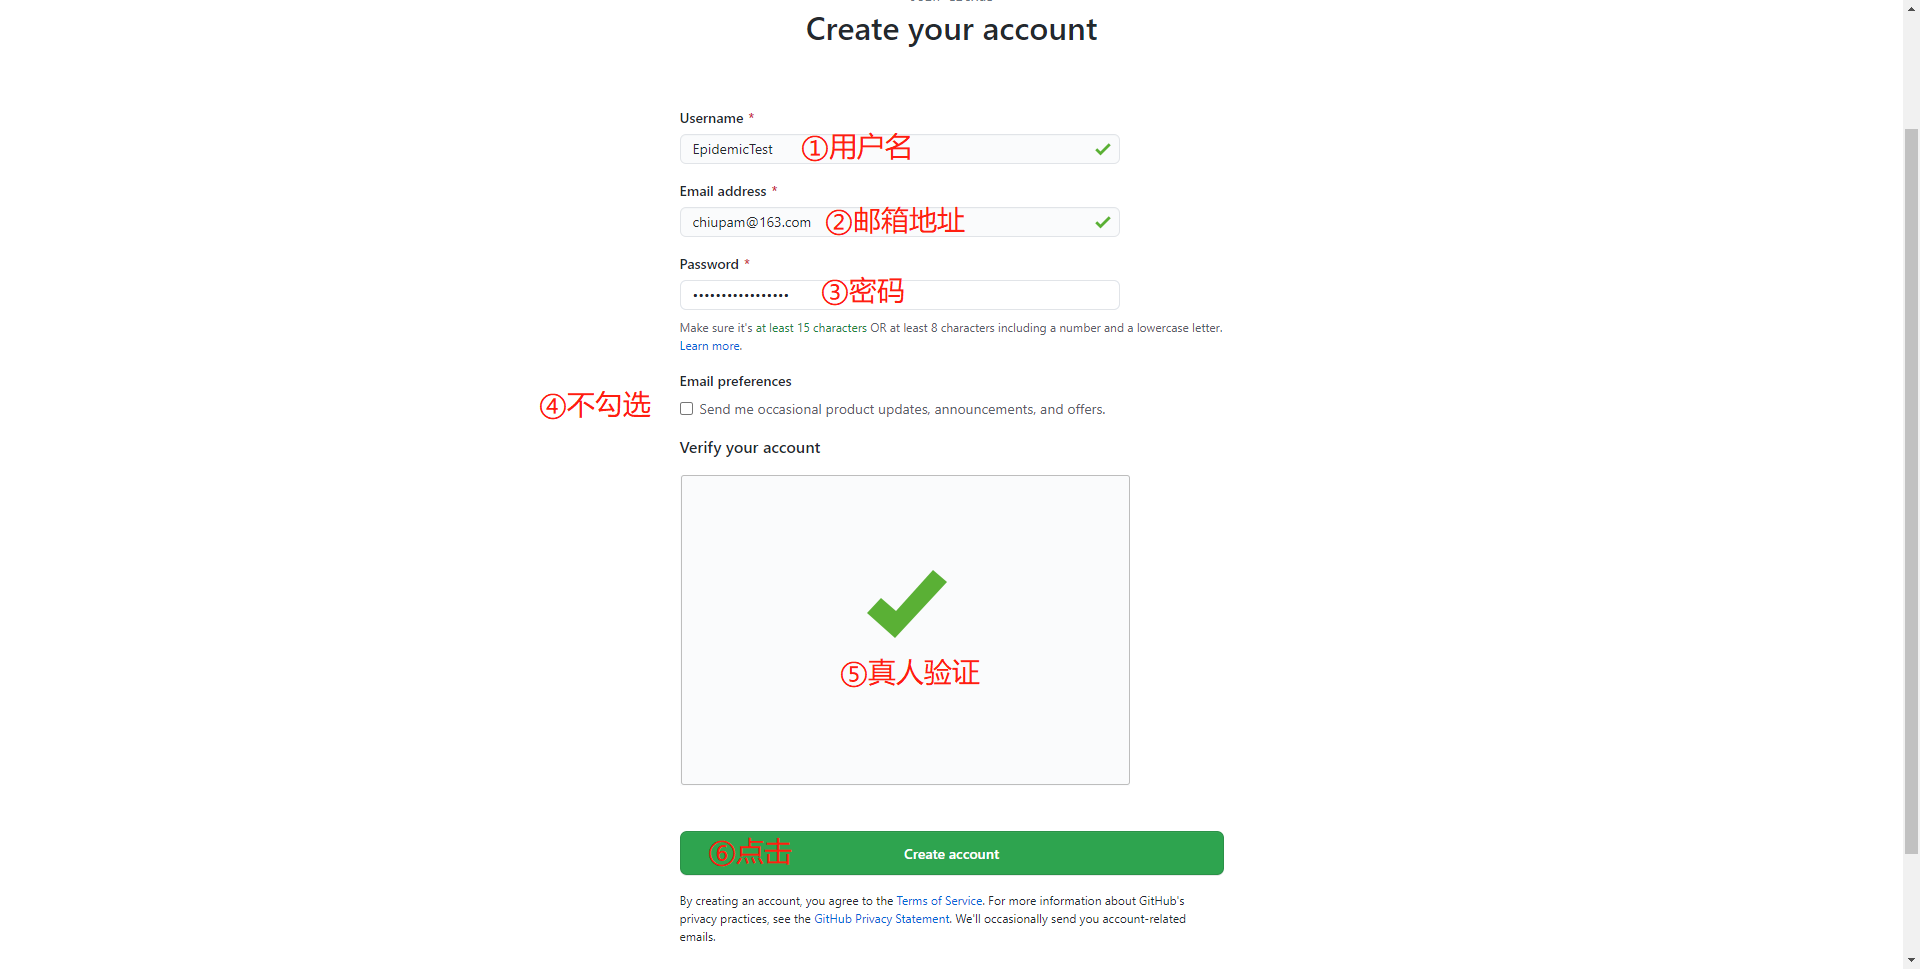 Create your account
Username *
EpidemicTest ①用户名
Email address *
chiupam@163.com ②邮箱地址
Password *
••••••••••••••••• ③密码
Make sure it's at least 15 characters OR at least 8 characters including a number and a lowercase letter.
Learn more.
Email preferences
④不勾选 Send me occasional product updates, announcements, and offers.
Verify your account
⑤真人验证
⑥点击 Create account
By creating an account, you agree to the Terms of Service. For more information about GitHub's
privacy practices, see the GitHub Privacy Statement. We'll occasionally send you account-related
emails.